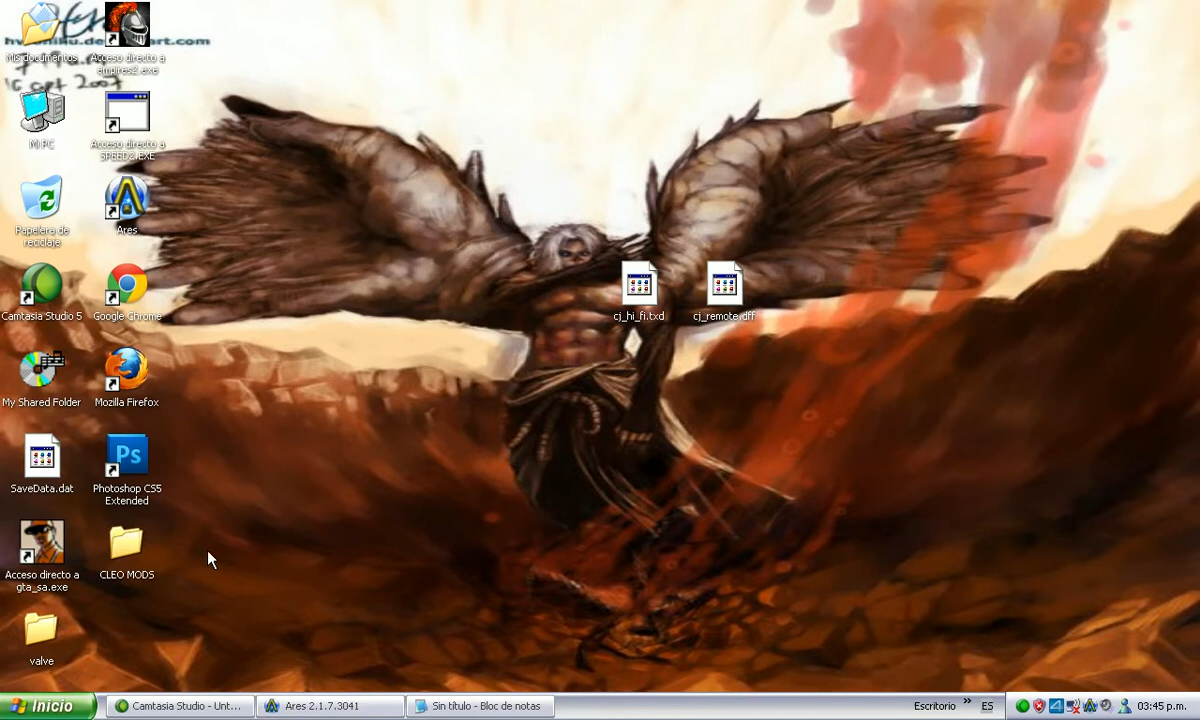 Mis documentos
Acceso directo a
empires2.exe
Mi PC
Acceso directo a
SPEED2.EXE
Papelera de
reciclaje
Ares
Camtasia Studio 5
Google Chrome
My Shared Folder
Mozilla Firefox
SaveData.dat
Ps
Photoshop CS5
Extended
Acceso directo a
gta_sa.exe
CLEO MODS
valve
cj_hi_fi.txd
cj_remote.dff
Inicio
Camtasia Studio - Unt...
Ares 2.1.7.3041
Sin título - Bloc de notas
Escritorio
»
ES
03:45 p.m.